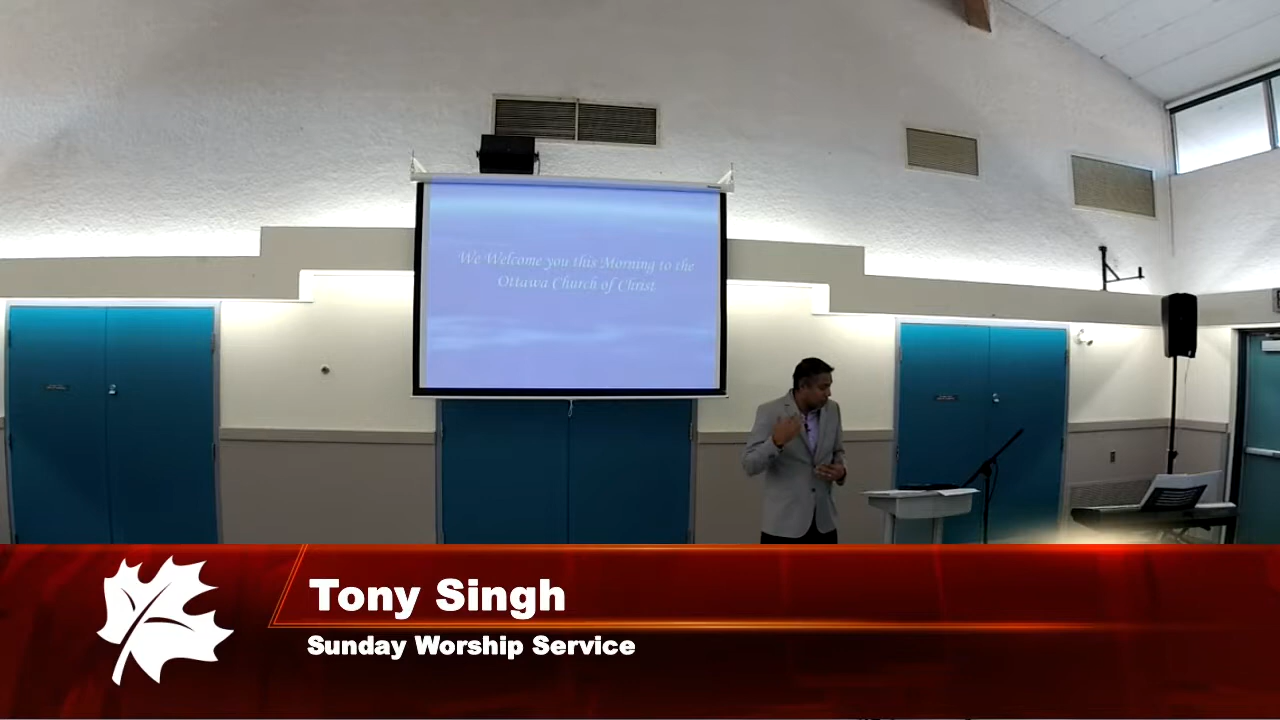 We Welcome you this Morning to the
Ottawa Church of Christ
Tony Singh
Sunday Worship Service